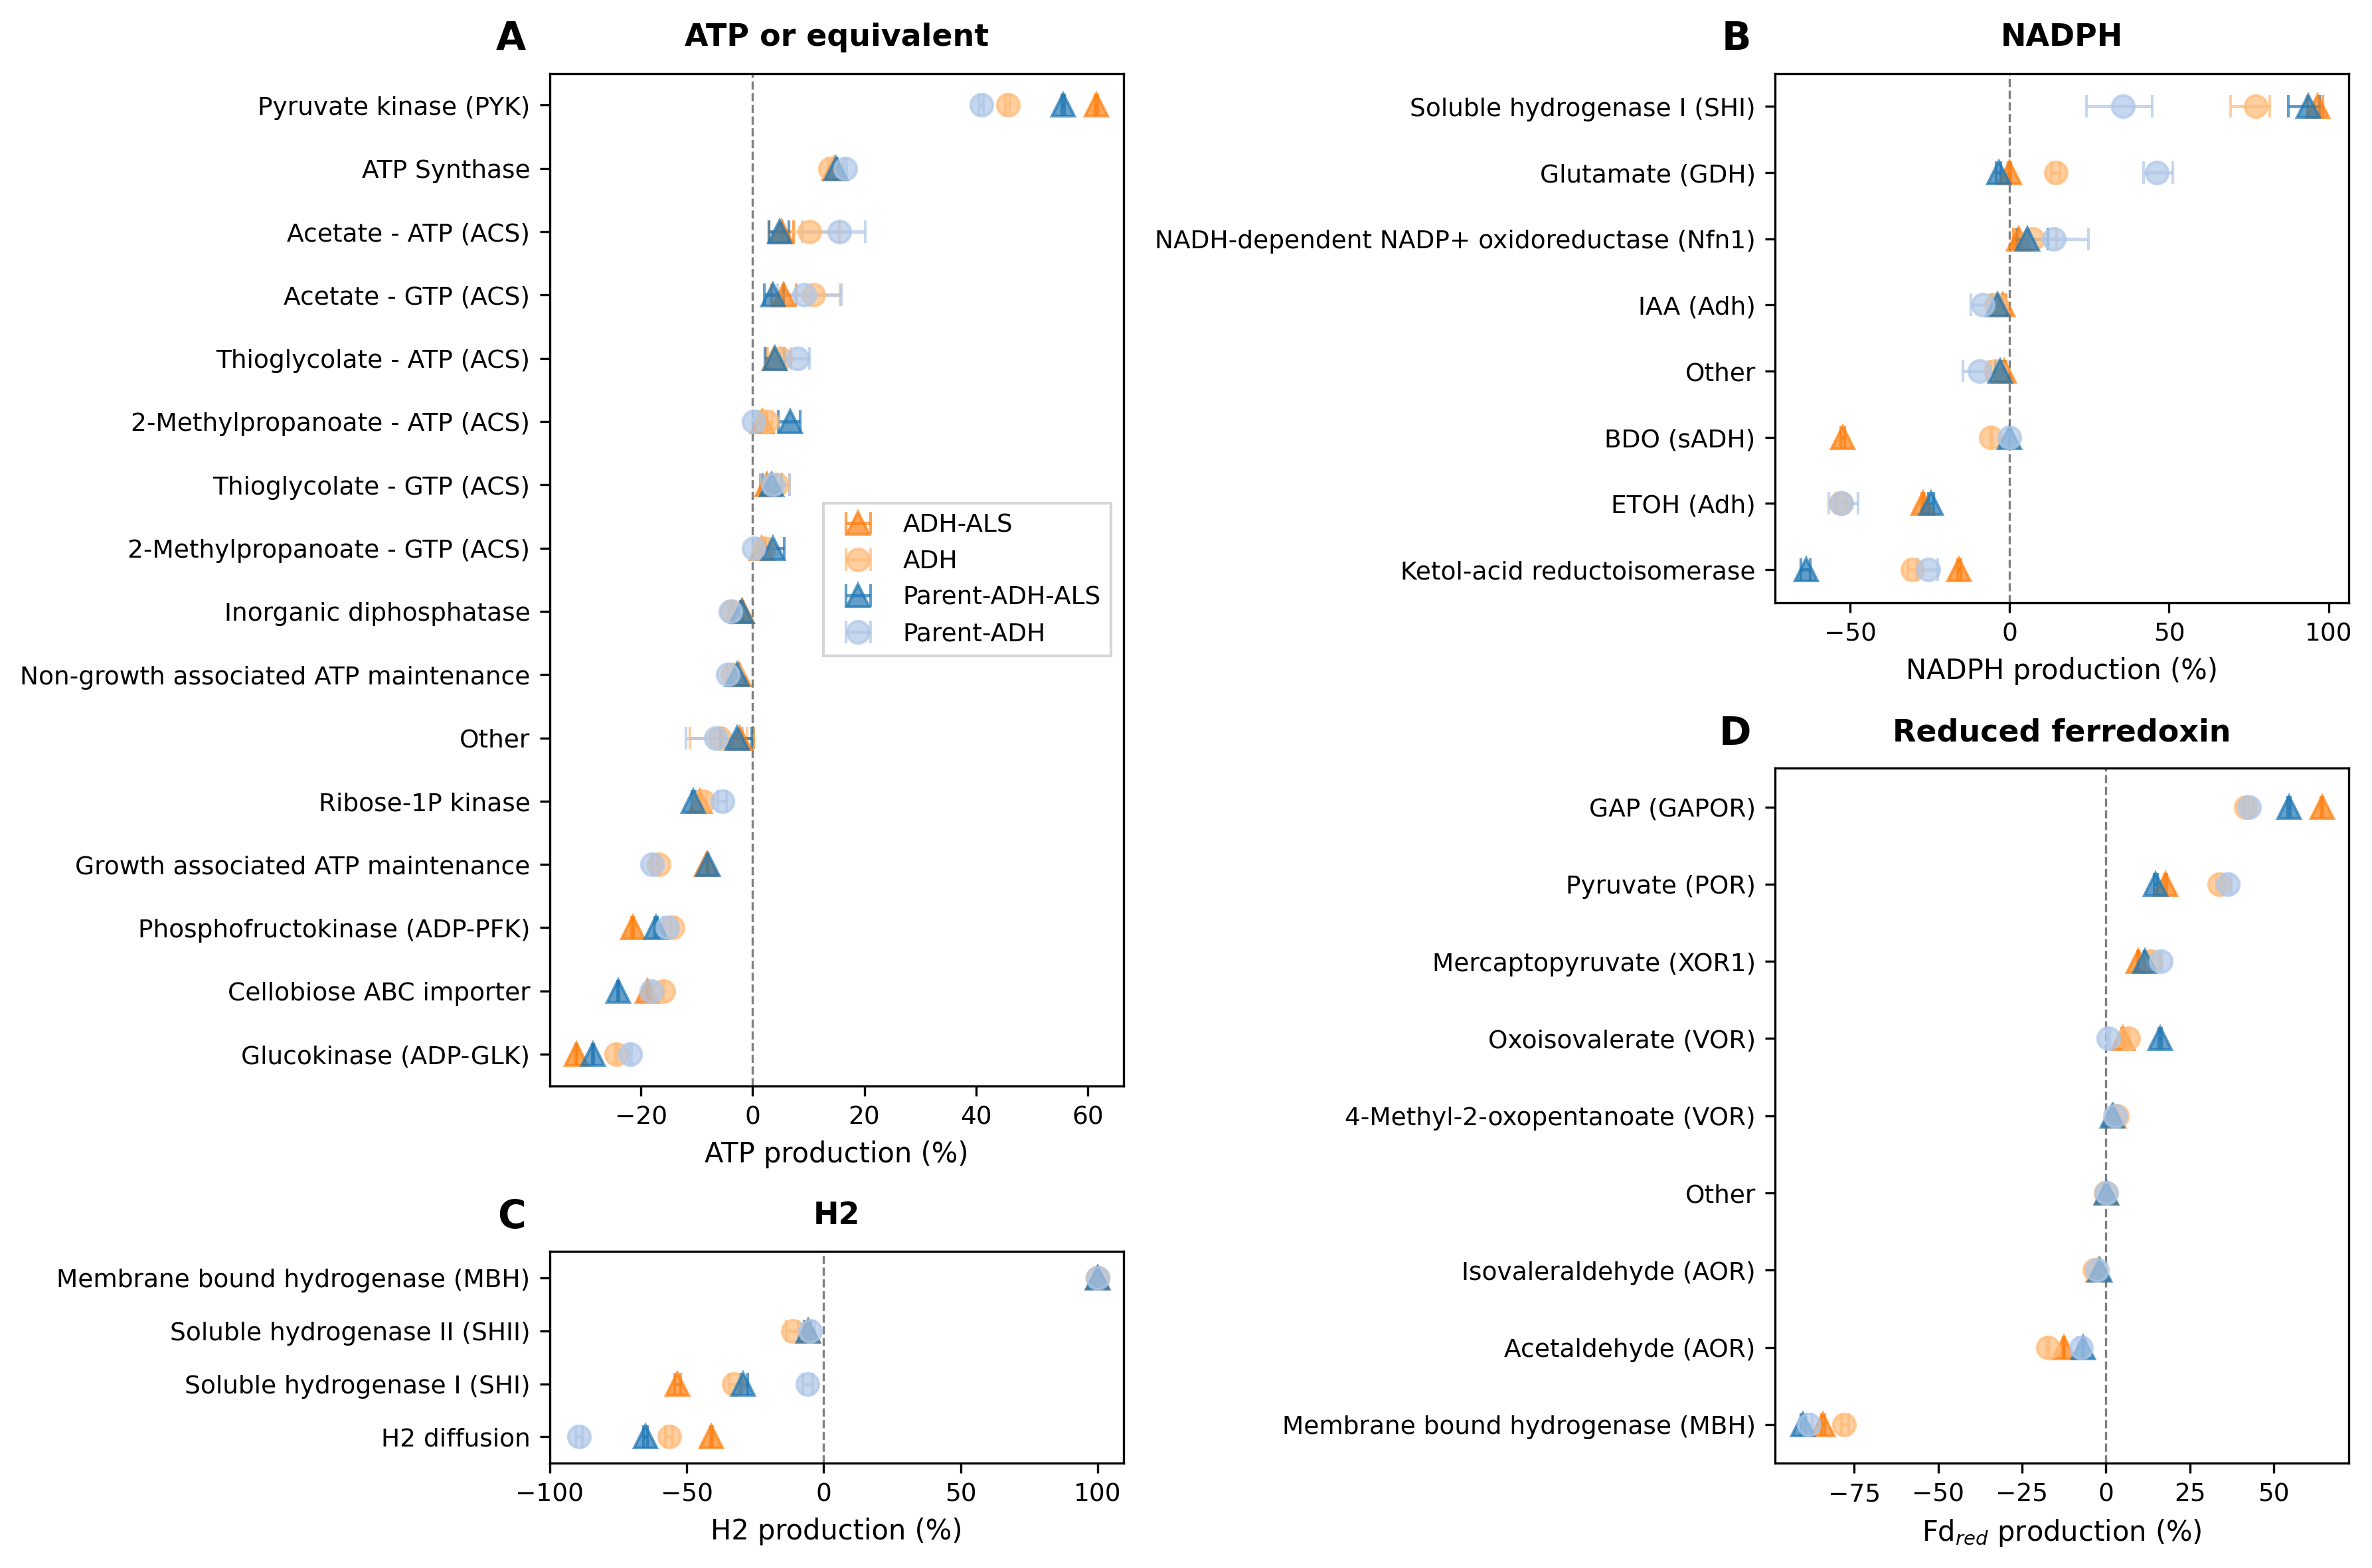 A
ATP or equivalent
Pyruvate kinase (PYK)
ATP Synthase
Acetate - ATP (ACS)
Acetate - GTP (ACS)
Thioglycolate - ATP (ACS)
2-Methylpropanoate - ATP (ACS)
Thioglycolate - GTP (ACS)
2-Methylpropanoate - GTP (ACS)
Inorganic diphosphatase
Non-growth associated ATP maintenance
Other
Ribose-1P kinase
Growth associated ATP maintenance
Phosphofructokinase (ADP-PFK)
Cellobiose ABC importer
Glucokinase (ADP-GLK)
ADH-ALS
ADH
Parent-ADH-ALS
Parent-ADH
−20 0 20 40 60
ATP production (%)
B
NADPH
Soluble hydrogenase I (SHI)
Glutamate (GDH)
NADH-dependent NADP+ oxidoreductase (Nfn1)
IAA (Adh)
Other
BDO (sADH)
ETOH (Adh)
Ketol-acid reductoisomerase
−50 0 50 100
NADPH production (%)
C
H2
Membrane bound hydrogenase (MBH)
Soluble hydrogenase II (SHII)
Soluble hydrogenase I (SHI)
H2 diffusion
−100 −50 0 50 100
H2 production (%)
D
Reduced ferredoxin
GAP (GAPOR)
Pyruvate (POR)
Mercaptopyruvate (XOR1)
Oxoisovalerate (VOR)
4-Methyl-2-oxopentanoate (VOR)
Other
Isovaleraldehyde (AOR)
Acetaldehyde (AOR)
Membrane bound hydrogenase (MBH)
−75 −50 −25 0 25 50
Fdred production (%)